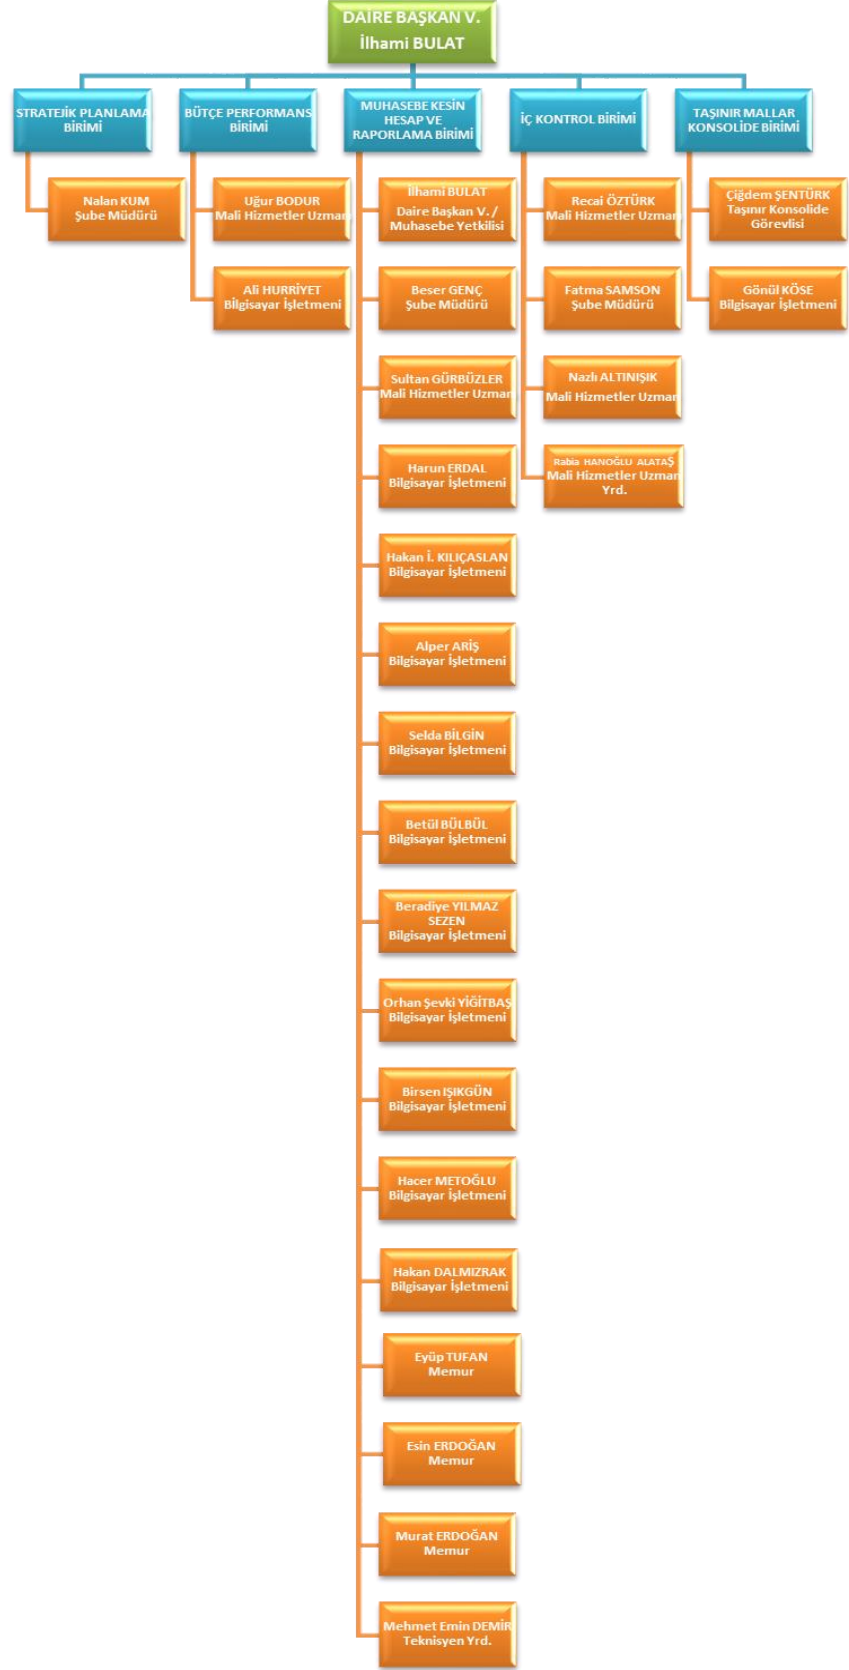 DAİRE BAŞKAN V.
İlhami BULAT
STRATEJİK PLANLAMA
BİRİMİ
Nalan KUM
Şube Müdürü
BÜTÇE PERFORMANS
BİRİMİ
Uğur BODUR
Mali Hizmetler Uzmanı
Ali HURRİYET
Bilgisayar İşletmeni
MUHASEBE KESİN
HESAP VE
RAPORLAMA BİRİMİ
İlhami BULAT
Daire Başkan V. /
Muhasebe Yetkilisi
Beser GENÇ
Şube Müdürü
Sultan GÜRBÜZLER
Mali Hizmetler Uzmanı
Harun ERDAL
Bilgisayar İşletmeni
Hakan İ. KILIÇASLAN
Bilgisayar İşletmeni
Alper ARİŞ
Bilgisayar İşletmeni
Selda BİLGİN
Bilgisayar İşletmeni
Betül BÜLBÜL
Bilgisayar İşletmeni
Beradiye YILMAZ
SEZEN
Bilgisayar İşletmeni
Orhan Şevki YİĞİTBAŞ
Bilgisayar İşletmeni
Birsen IŞIKGÜN
Bilgisayar İşletmeni
Hacer METOĞLU
Bilgisayar İşletmeni
Hakan DALMIZRAK
Bilgisayar İşletmeni
Eyüp TUFAN
Memur
Esin ERDOĞAN
Memur
Murat ERDOĞAN
Memur
Mehmet Emin DEMİR
Teknisyen Yrd.
İÇ KONTROL BİRİMİ
Recai ÖZTÜRK
Mali Hizmetler Uzmanı
Fatma SAMSON
Şube Müdürü
Nazlı ALTINIŞIK
Mali Hizmetler Uzmanı
Rabia HANOĞLU ALATAŞ
Mali Hizmetler Uzman
Yrd.
TAŞINIR MALLAR
KONSOLİDE BİRİMİ
Çiğdem ŞENTÜRK
Taşınır Konsolide
Görevlisi
Gönül KÖSE
Bilgisayar İşletmeni